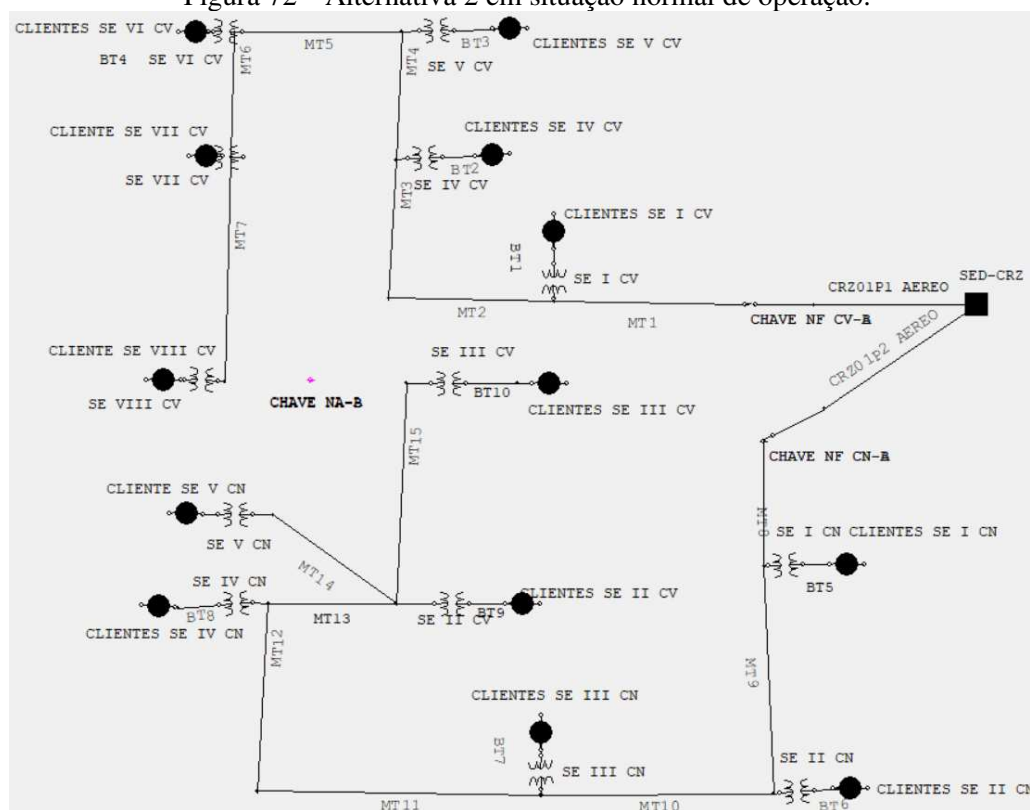 Figura 72 – Alternativa 2 em situação normal de operação.
CLIENTES SE VI CV
BT4 SE VI CV
MT6
MT5
MT4
BT3
CLIENTES SE V CV
SE V CV
CLIENTE SE VII CV
SE VII CV
CLIENTES SE IV CV
BT2
SE IV CV
MT3
MT7
CLIENTES SE I CV
BT1
SE I CV
MT2
MT1
CHAVE NF CV-A
CRZ01P1 AEREO
SED-CRZ
CRZ01P2 AEREO
CLIENTE SE VIII CV
SE VIII CV
CHAVE NA-B
SE III CV
BT10
CLIENTES SE III CV
MT15
CHAVE NF CN-A
CLIENTE SE V CN
SE V CN
MT14
MT8
SE I CN CLIENTES SE I CN
BT5
SE IV CN
BT8
CLIENTES SE IV CN
MT12
MT13
SE II CV
BT9
CLIENTES SE II CV
MT9
CLIENTES SE III CN
BT7
SE III CN
SE II CN
CLIENTES SE II CN
BT6
MT11
MT10